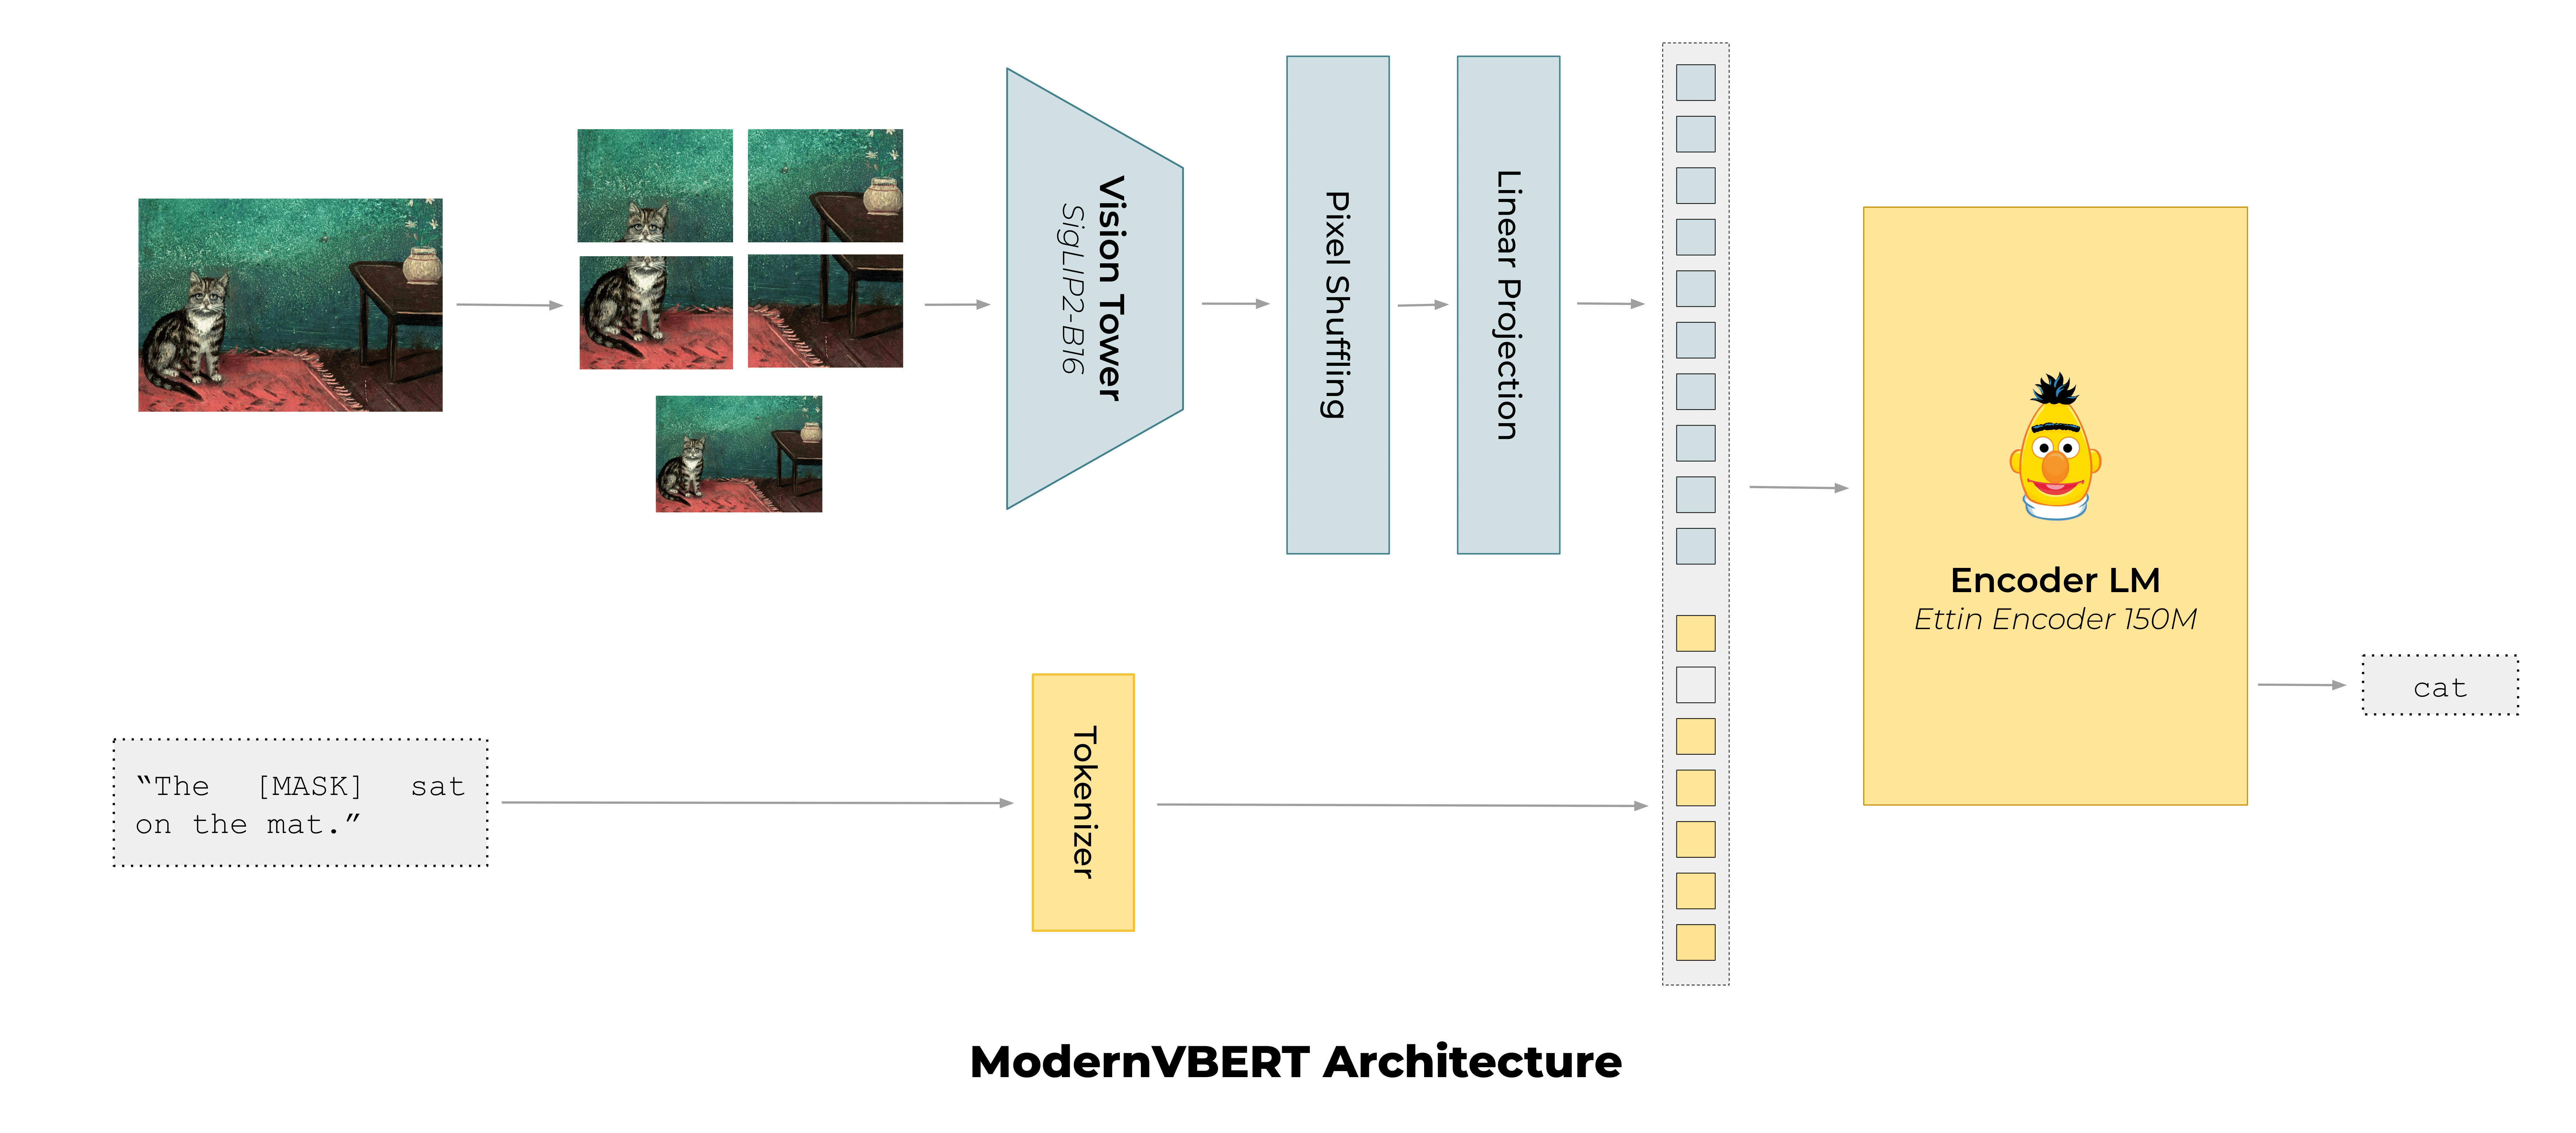 Vision Tower
SigLIP2-B16
Pixel Shuffling
Linear Projection
Encoder LM
Ettin Encoder 150M
cat
“The [MASK] sat
on the mat.”
Tokenizer
ModernVBERT Architecture